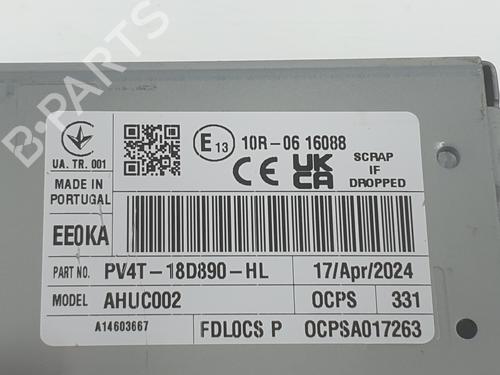 B-PARTS
UA. TR. 001
E13 10R-06 16088
CE UK CA
SCRAP
IF
DROPPED
MADE IN
PORTUGAL
EE0KA
PART NO. PV4T-18D890-HL 17/Apr/2024
MODEL AHUC002 OCPS 331
A14603667 FDLOCS P OCPSA017263